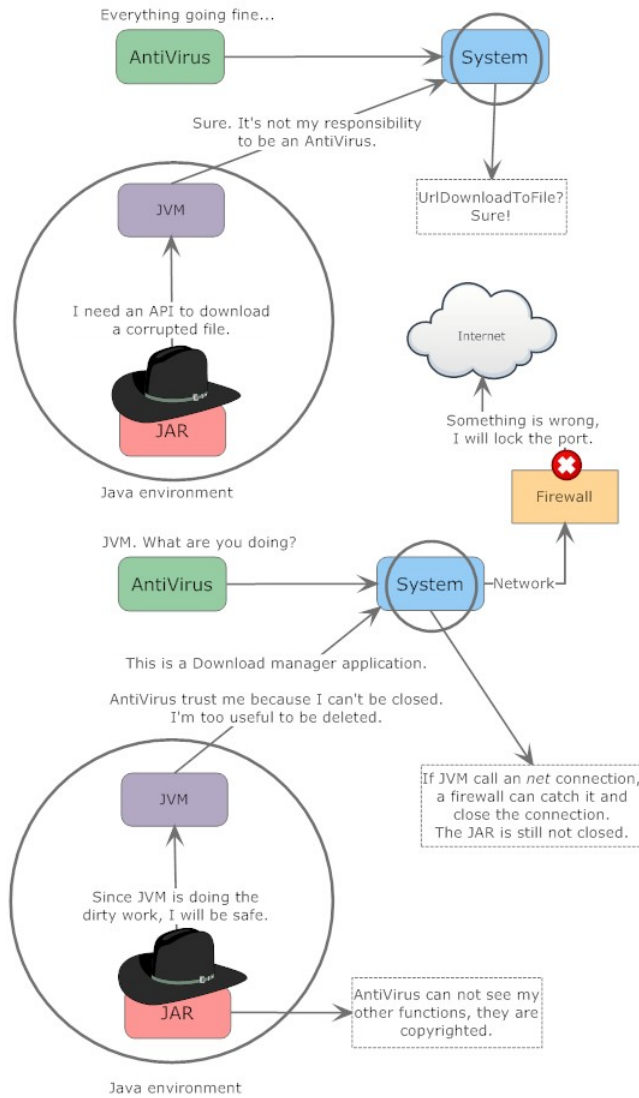 Everything going fine...
AntiVirus
System
Sure. It's not my responsibility
to be an AntiVirus.
UrlDownloadToFile?
Sure!
JVM
I need an API to download
a corrupted file.
JAR
Java environment
Internet
Something is wrong,
I will lock the port.
Firewall
JVM. What are you doing?
AntiVirus
System
Network
This is a Download manager application.
AntiVirus trust me because I can't be closed.
I'm too useful to be deleted.
If JVM call an net connection,
a firewall can catch it and
close the connection.
The JAR is still not closed.
JVM
Since JVM is doing the
dirty work, I will be safe.
JAR
AntiVirus can not see my
other functions, they are
copyrighted.
Java environment